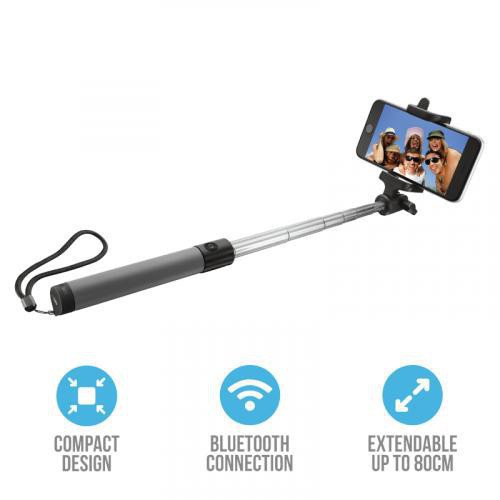 COMPACT
DESIGN
BLUETOOTH
CONNECTION
EXTENDABLE
UP TO 80CM